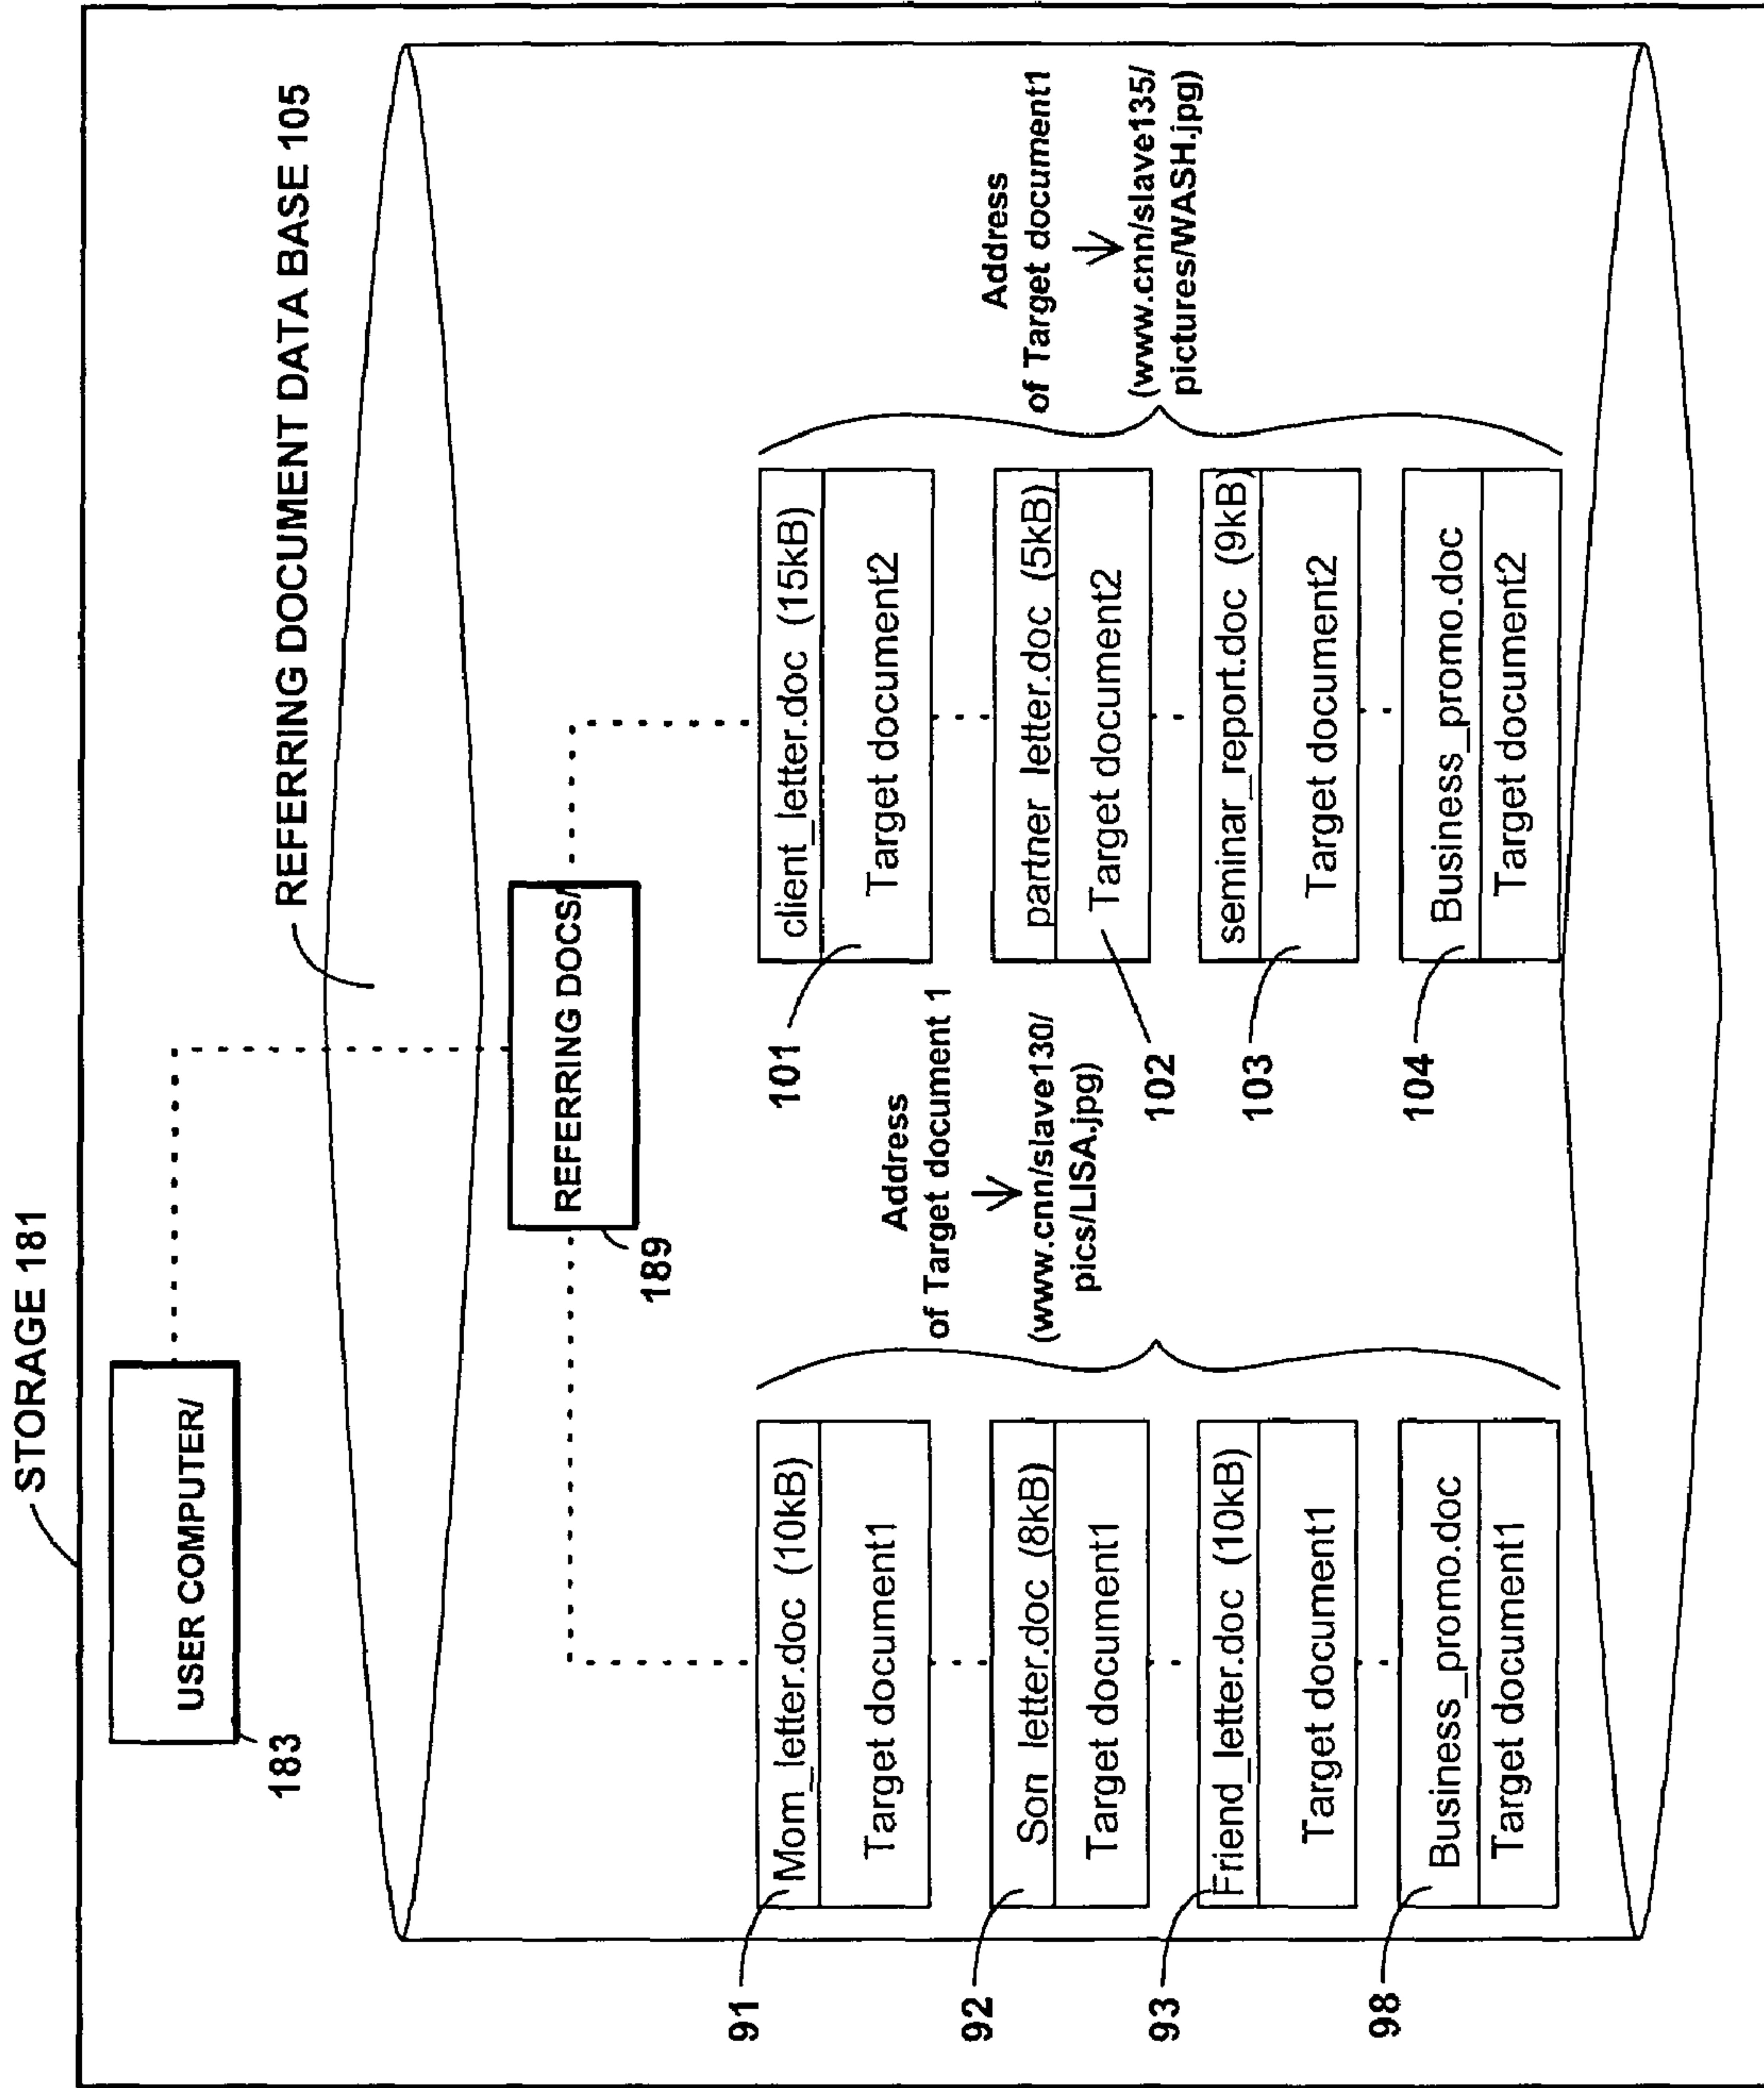 STORAGE 181
USER COMPUTER/
183
REFERRING DOCUMENT DATA BASE 105
REFERRING DOCS/
189
91
Mom_letter.doc (10kB)
Target document1
92
Son_letter.doc (8kB)
Target document1
93
Friend_letter.doc (10kB)
Target document1
98
Business_promo.doc
Target document1
Address
of Target document 1
(www.cnn/slave130/
pics/LISA.jpg)
101
client_letter.doc (15kB)
Target document2
102
partner_letter.doc (5kB)
Target document2
103
seminar_report.doc (9kB)
Target document2
104
Business_promo.doc
Target document2
Address
of Target document1
(www.cnn/slave135/
pictures/WASH.jpg)